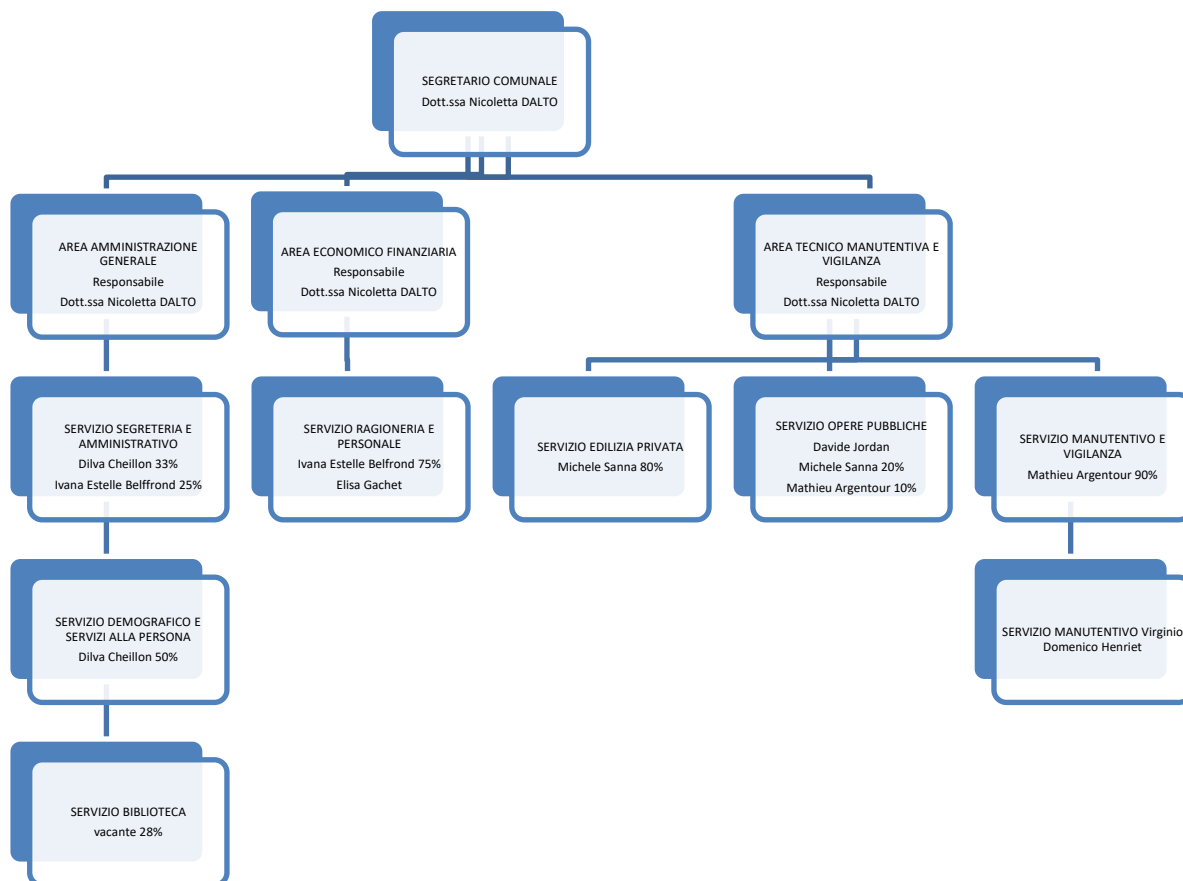 SEGRETARIO COMUNALE
Dott.ssa Nicoletta DALTO
AREA AMMINISTRAZIONE
GENERALE
Responsabile
Dott.ssa Nicoletta DALTO
AREA ECONOMICO FINANZIARIA
Responsabile
Dott.ssa Nicoletta DALTO
AREA TECNICO MANUTENTIVA E
VIGILANZA
Responsabile
Dott.ssa Nicoletta DALTO
SERVIZIO SEGRETERIA E
AMMINISTRATIVO
Dilva Cheillon 33%
Ivana Estelle Belffrond 25%
SERVIZIO RAGIONERIA E
PERSONALE
Ivana Estelle Belfrond 75%
Elisa Gachet
SERVIZIO EDILIZIA PRIVATA
Michele Sanna 80%
SERVIZIO OPERE PUBBLICHE
Davide Jordan
Michele Sanna 20%
Mathieu Argentour 10%
SERVIZIO MANUTENTIVO E
VIGILANZA
Mathieu Argentour 90%
SERVIZIO DEMOGRAFICO E
SERVIZI ALLA PERSONA
Dilva Cheillon 50%
SERVIZIO MANUTENTIVO Virginio
Domenico Henriet
SERVIZIO BIBLIOTECA
vacante 28%